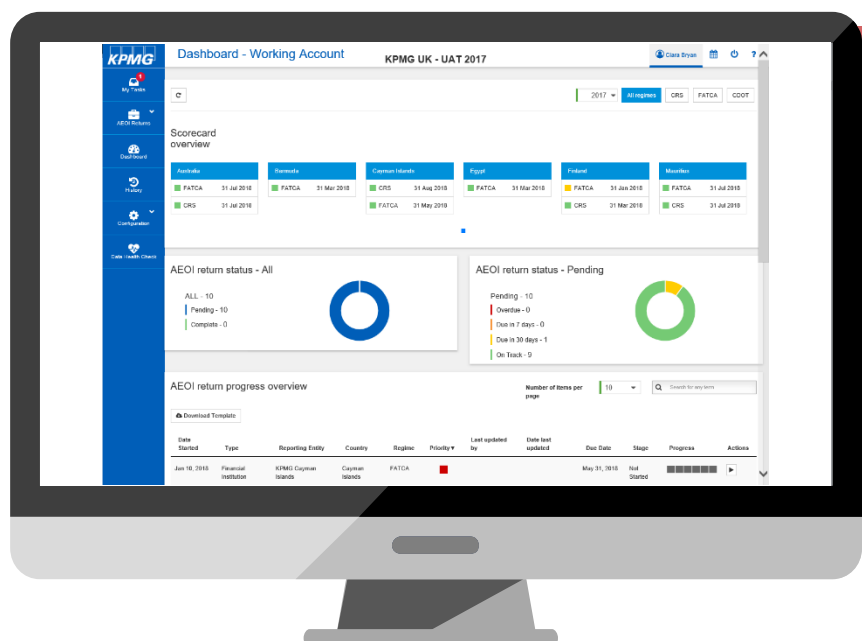 KPMG
Dashboard - Working Account
KPMG UK - UAT 2017
Ciara Bryan
?
1
My Tasks
AEOI Returns
Dashboard
History
Configuration
Data Health Check
2017
All regimes
CRS
FATCA
CDOT
Scorecard
overview
Australia
FATCA 31 Jul 2018
CRS 31 Jul 2018
Bermuda
FATCA 31 Mar 2018
Cayman Islands
CRS 31 Aug 2018
FATCA 31 May 2018
Egypt
FATCA 31 Mar 2018
Finland
FATCA 31 Jan 2018
CRS 31 Mar 2018
Mauritius
FATCA 31 Jul 2018
CRS 31 Jul 2018
AEOI return status - All
ALL - 10
Pending - 10
Complete - 0
AEOI return status - Pending
Pending - 10
Overdue - 0
Due in 7 days - 0
Due in 30 days - 1
On Track - 9
AEOI return progress overview
Number of items per
page
10
Search for any item
Download Template
Date
Started
Type
Reporting Entity
Country
Regime
Priority
Last updated
by
Date last
updated
Due Date
Stage
Progress
Actions
Jan 10, 2018
Financial
Institution
KPMG Cayman
Islands
Cayman
Islands
FATCA
May 31, 2018
Not
Started